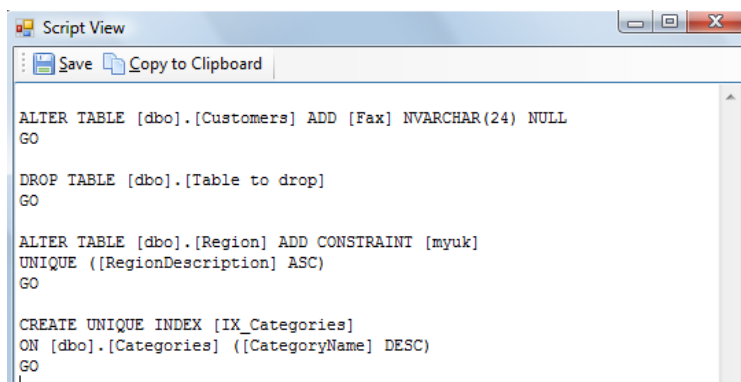 Script View
Save Copy to Clipboard
ALTER TABLE [dbo].[Customers] ADD [Fax] NVARCHAR(24) NULL
GO
DROP TABLE [dbo].[Table to drop]
GO
ALTER TABLE [dbo].[Region] ADD CONSTRAINT [myuk]
UNIQUE ([RegionDescription] ASC)
GO
CREATE UNIQUE INDEX [IX_Categories]
ON [dbo].[Categories] ([CategoryName] DESC)
GO